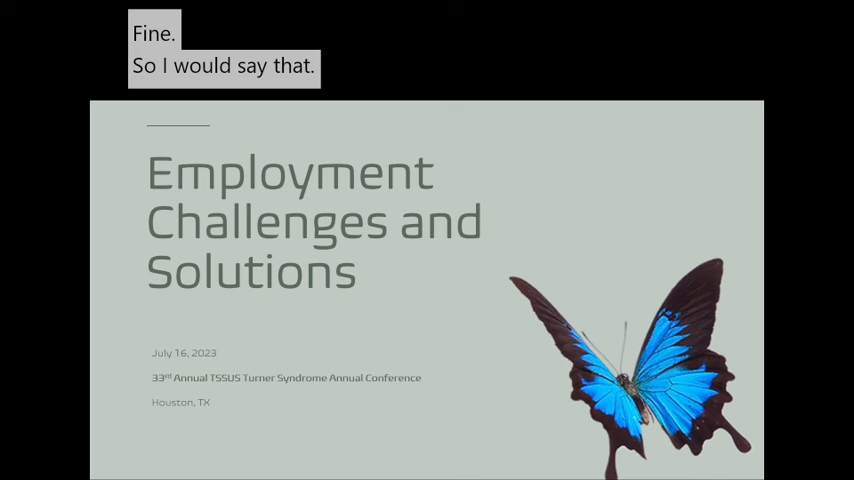 Fine.
So I would say that.
Employment
Challenges and
Solutions
July 16, 2023
33rd Annual TSSUS Turner Syndrome Annual Conference
Houston, TX